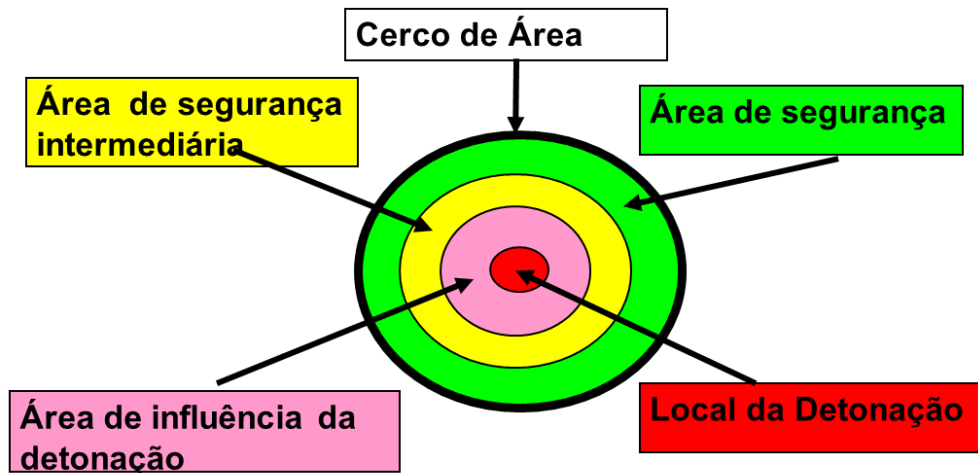 Cerco de Área
Área de segurança
intermediária
Área de segurança
Área de influência da
detonação
Local da Detonação